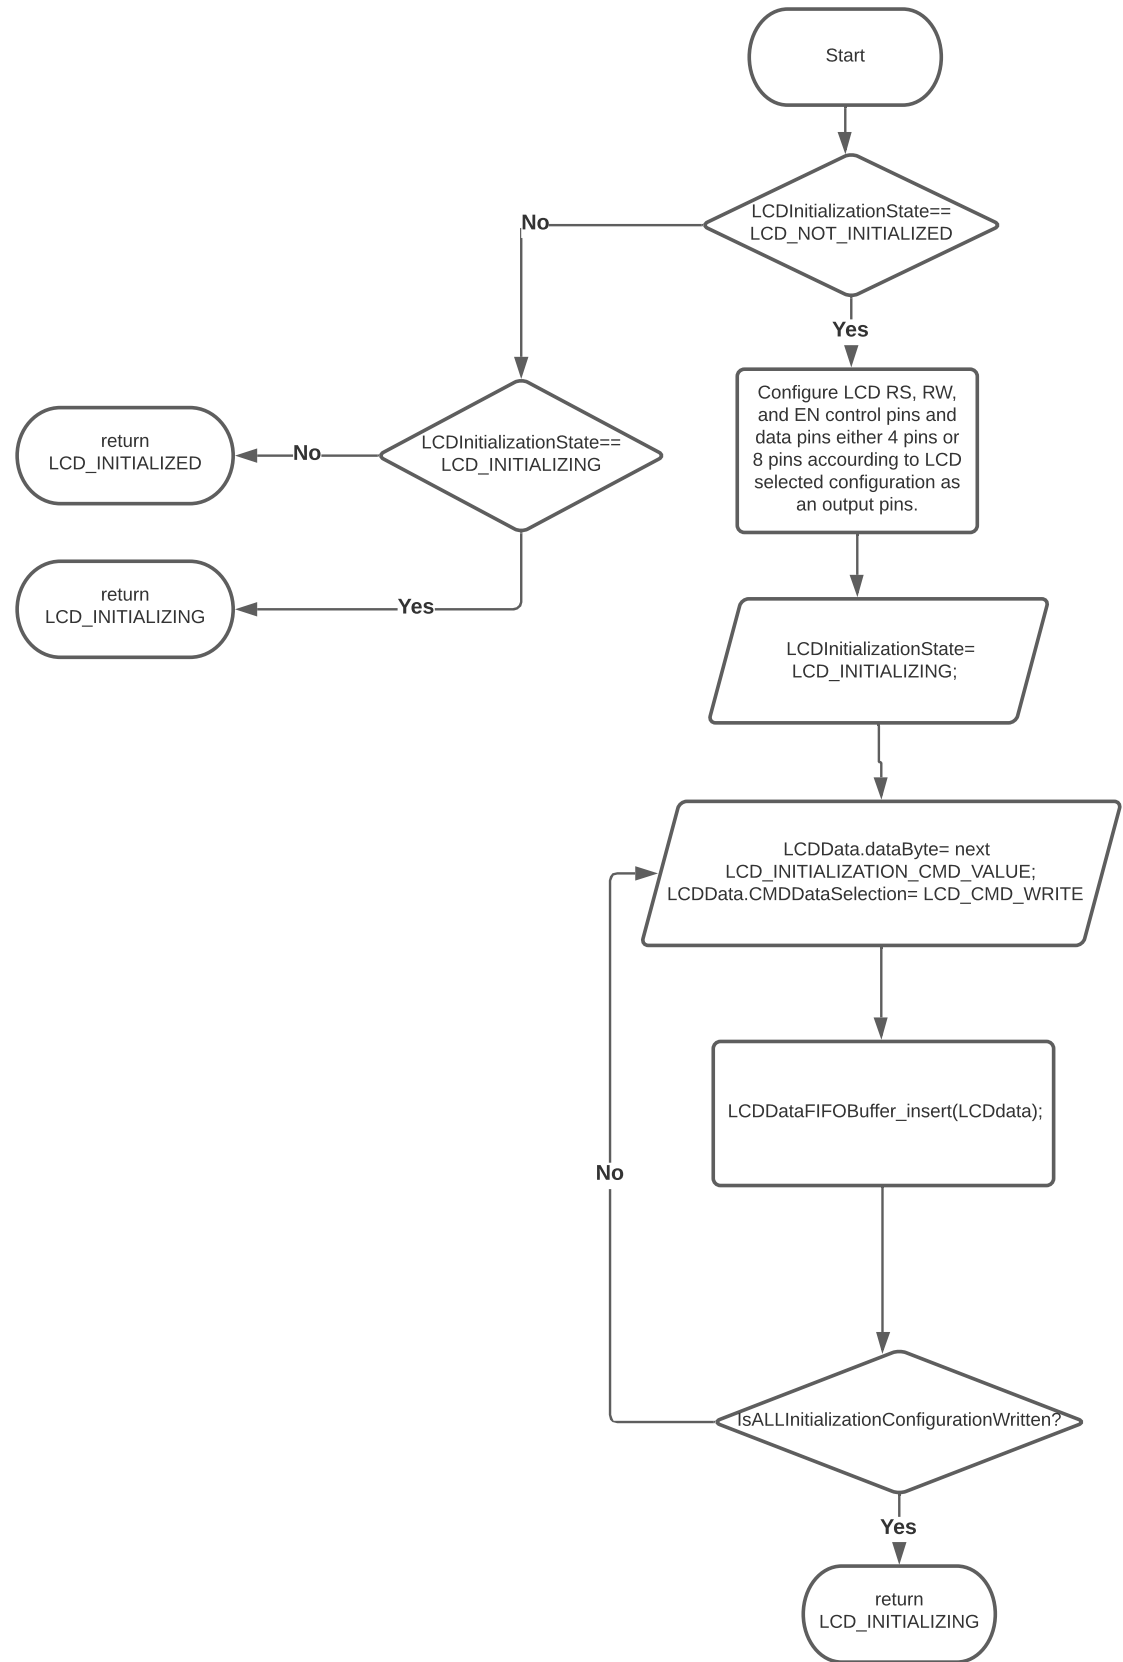 Start
LCDInitializationState==
LCD_NOT_INITIALIZED
No
Yes
Configure LCD RS, RW,
and EN control pins and
data pins either 4 pins or
8 pins accourding to LCD
selected configuration as
an output pins.
LCDInitializationState==
LCD_INITIALIZING
No
return
LCD_INITIALIZED
Yes
return
LCD_INITIALIZING
LCDInitializationState=
LCD_INITIALIZING;
LCDData.dataByte= next
LCD_INITIALIZATION_CMD_VALUE;
LCDData.CMDDataSelection= LCD_CMD_WRITE
LCDDataFIFOBuffer_insert(LCDdata);
No
IsALLInitializationConfigurationWritten?
Yes
return
LCD_INITIALIZING